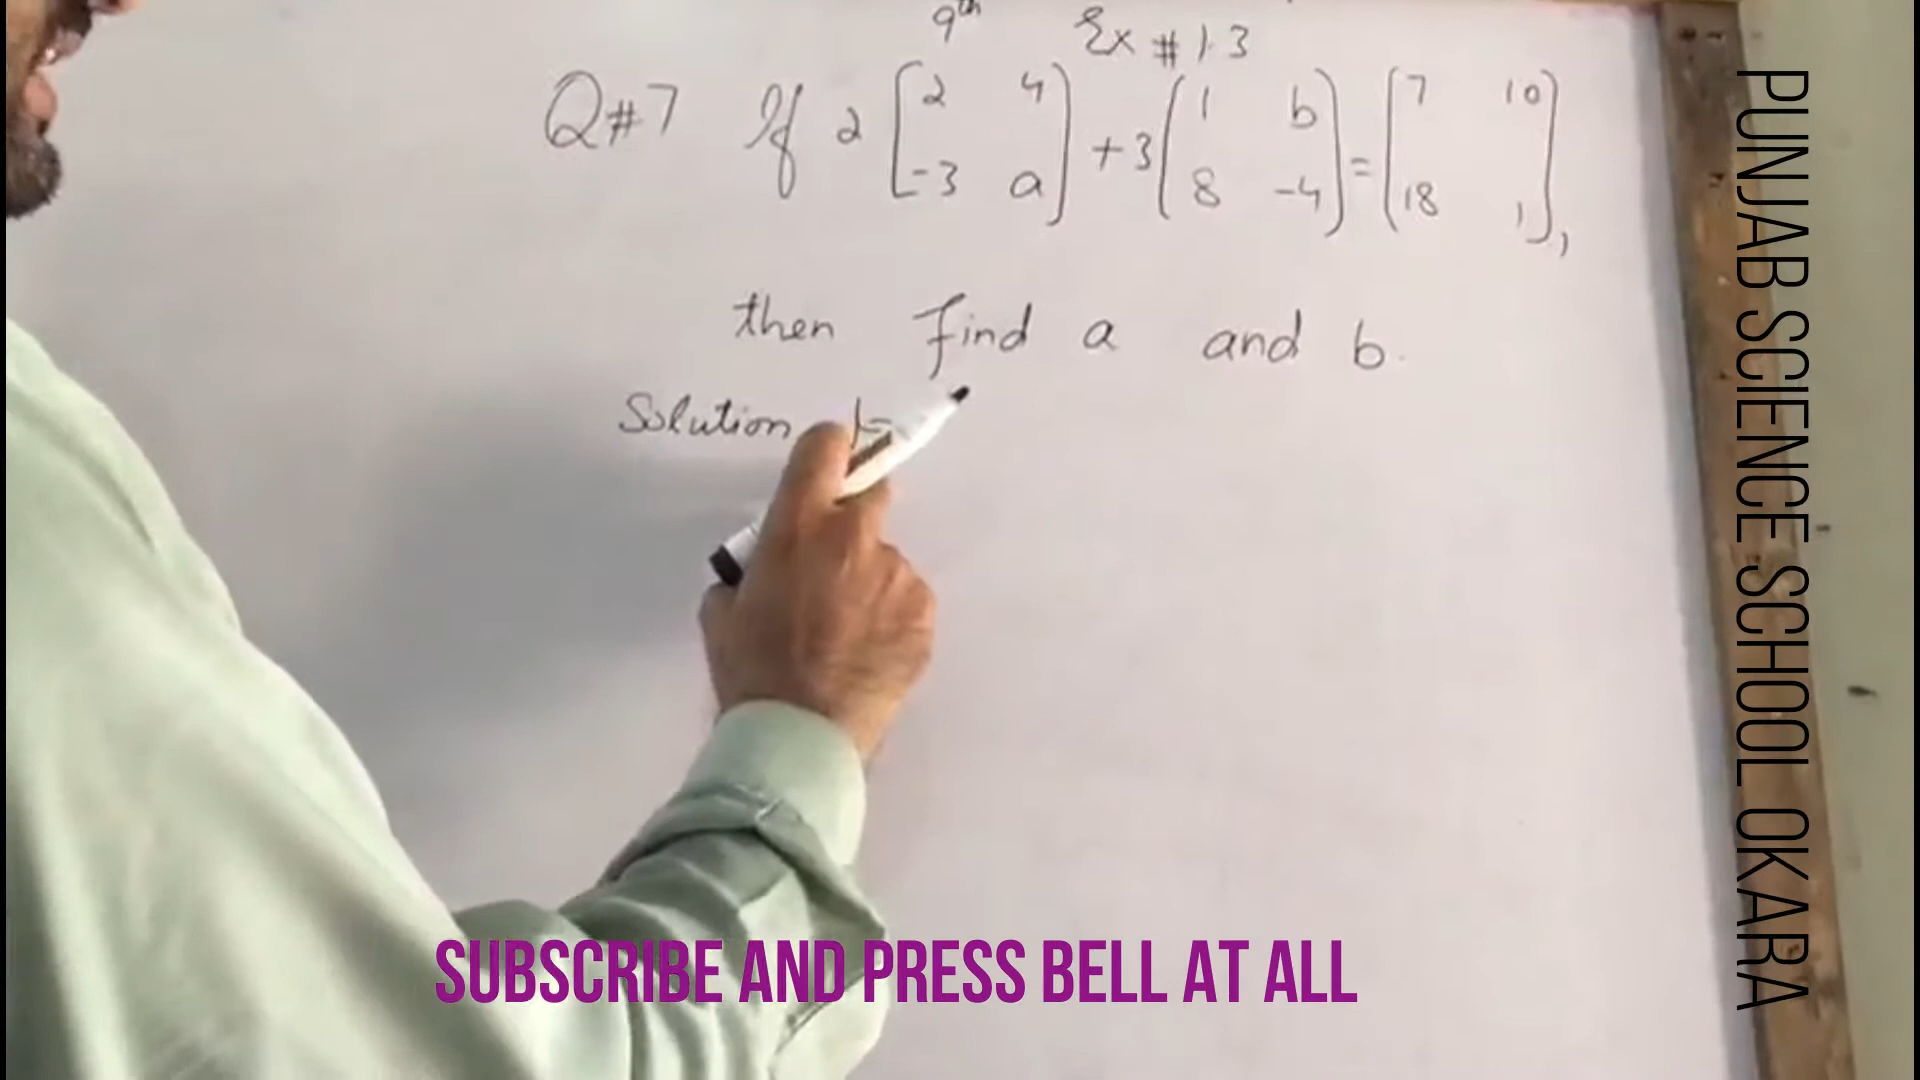 9th Ex # 1.3
Q#7 If 2 [2 4 -3 a] + 3 [1 b 8 -4] = [7 10 18 1],
then find a and b.
Solution :-
PUNJAB SCIENCE SCHOOL OKARA
SUBSCRIBE AND PRESS BELL AT ALL